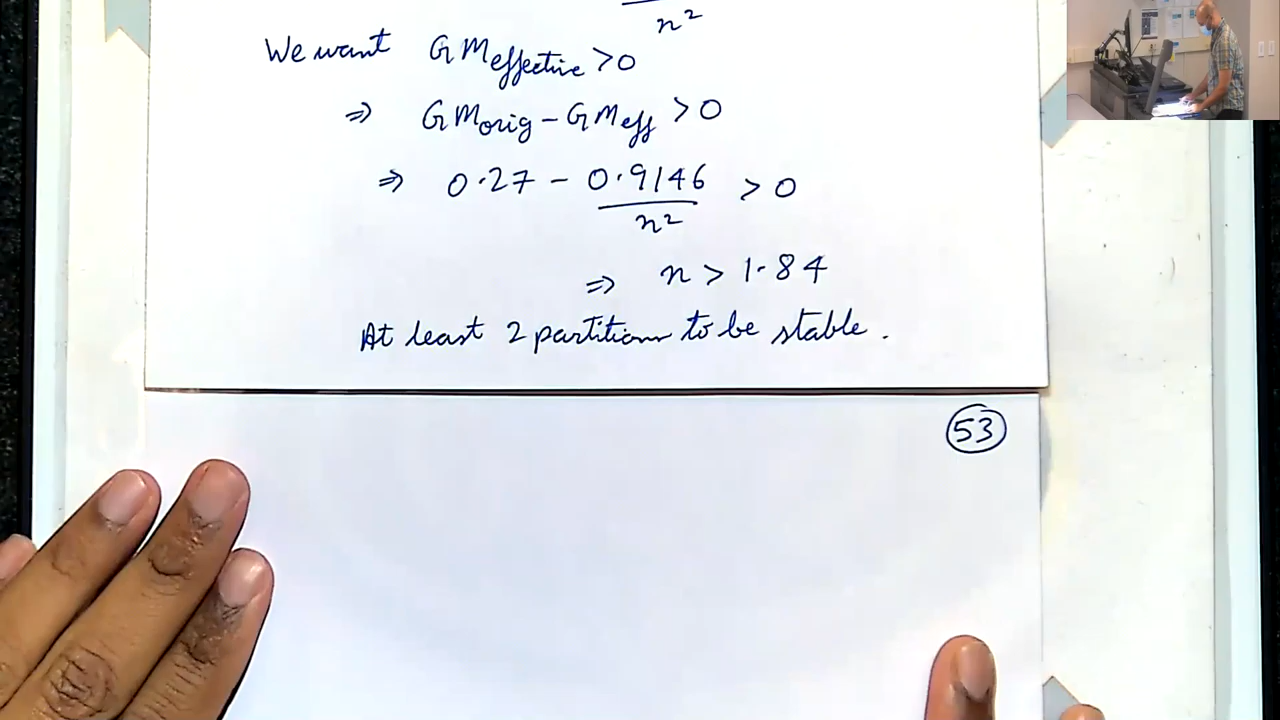 n²
We want GMeffective >0
⇒ GMorig - GMeff > 0
⇒ 0.27 - 0.9146 / n² > 0
⇒ n > 1.84
At least 2 partitions to be stable.
53